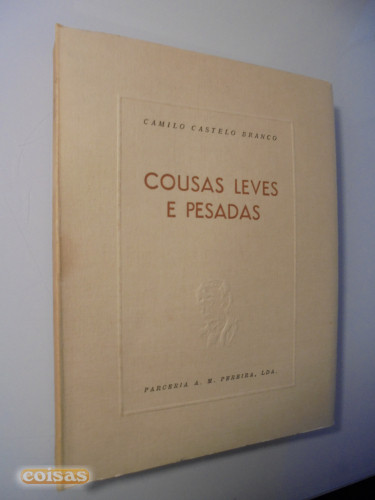 CAMILO CASTELO BRANCO
COUSAS LEVES
E PESADAS
PARCERIA A. M. PEREIRA, LDA.
coisas